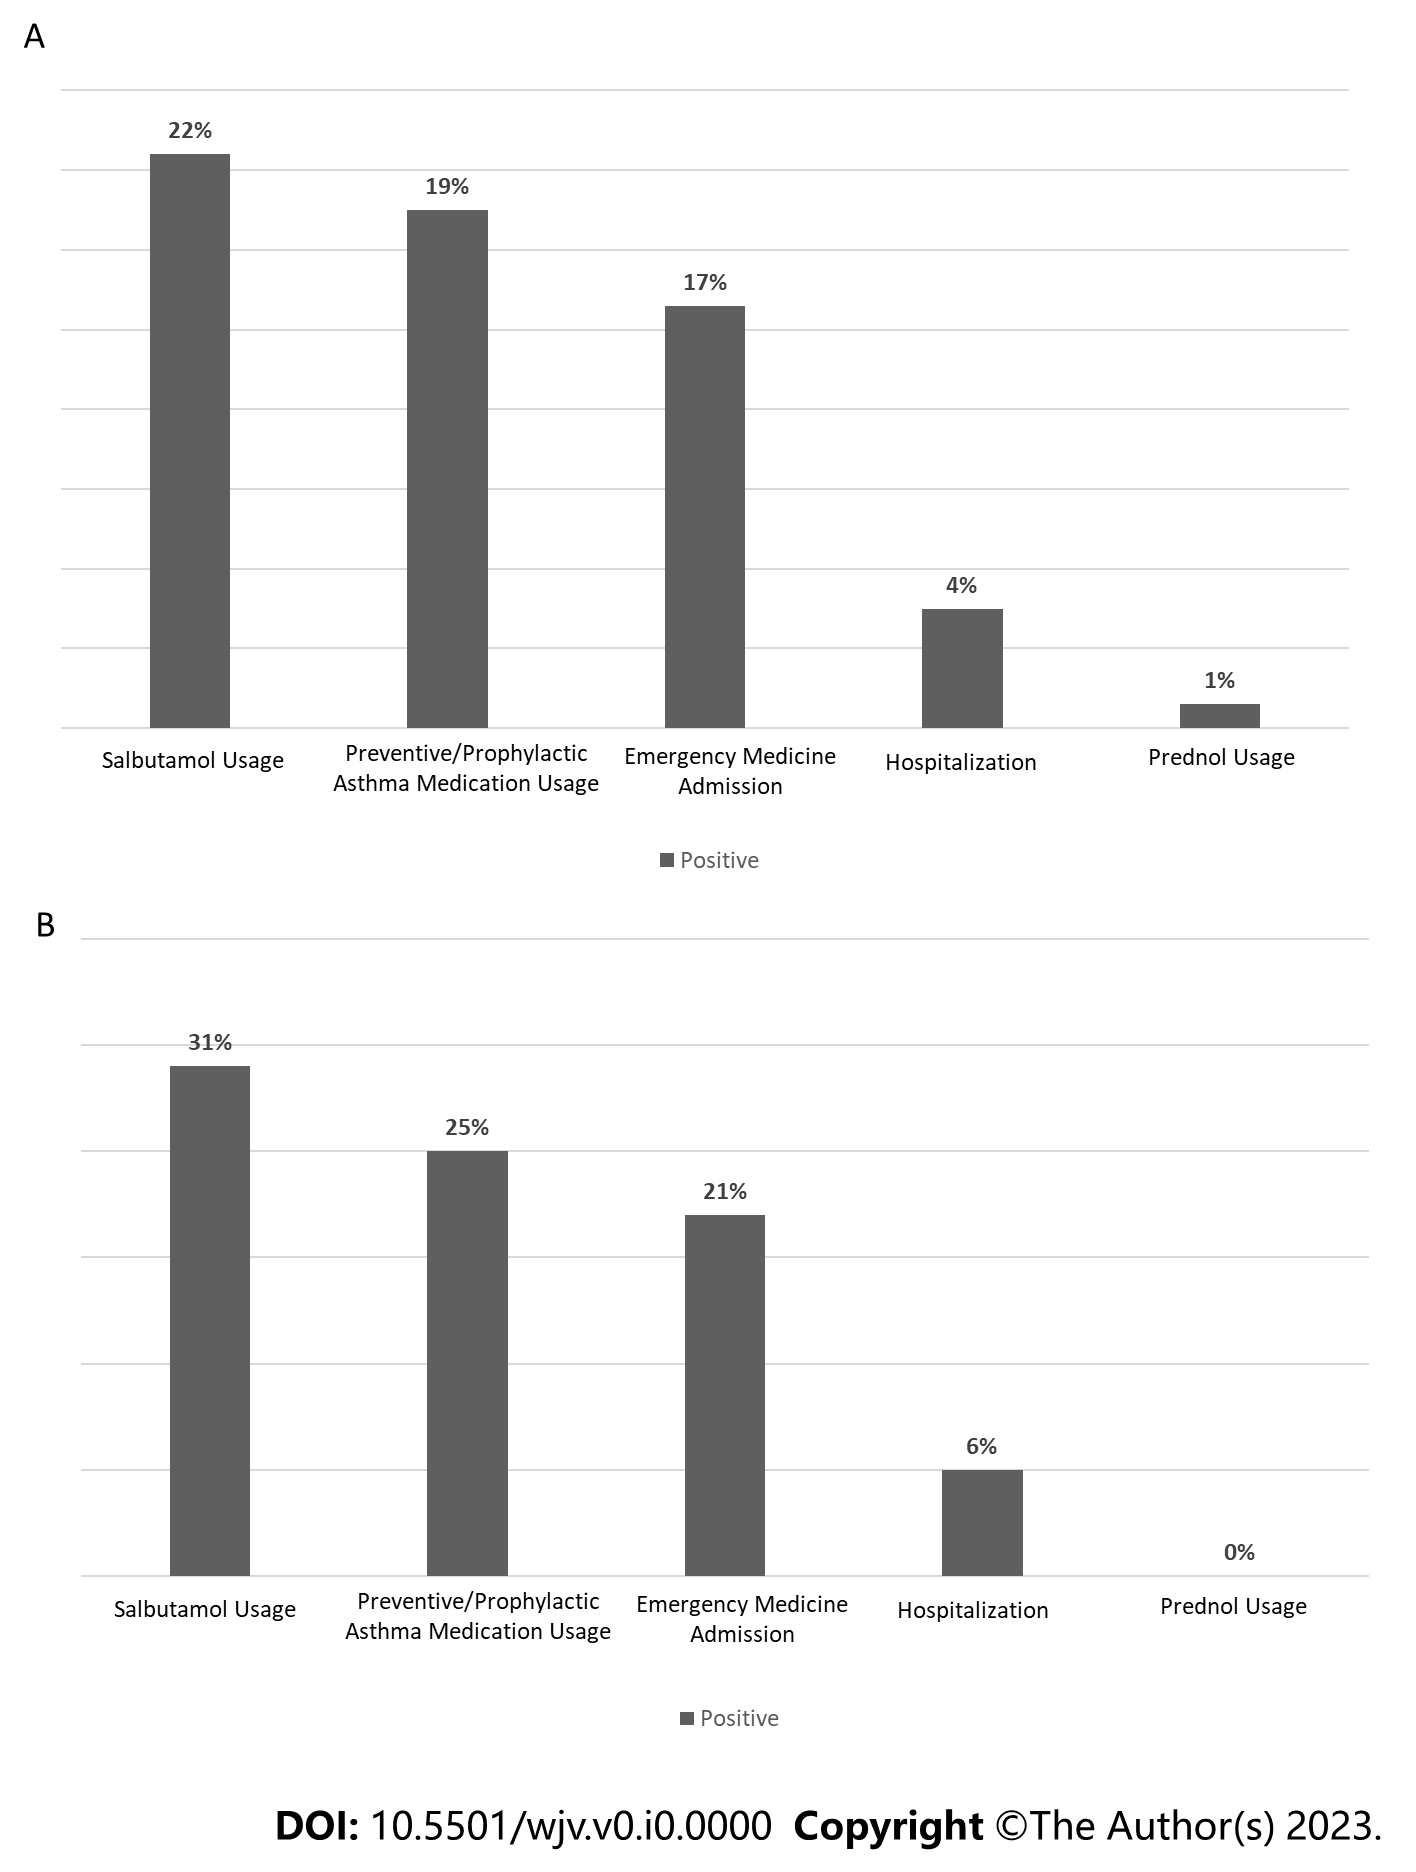 A
22%
19%
17%
4%
1%
Salbutamol Usage
Preventive/Prophylactic
Asthma Medication Usage
Emergency Medicine
Admission
Hospitalization
Prednol Usage
Positive
B
31%
25%
21%
6%
0%
Salbutamol Usage
Preventive/Prophylactic
Asthma Medication Usage
Emergency Medicine
Admission
Hospitalization
Prednol Usage
Positive
DOI: 10.5501/wjv.v0.i0.0000 Copyright ©The Author(s) 2023.